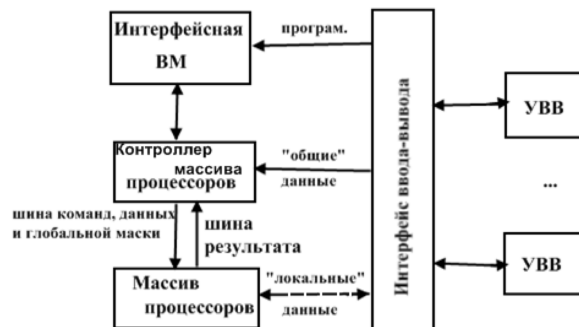 Интерфейсная
ВМ
програм.
Контроллер
массива
процессоров
"общие"
данные
шина команд, данных
и глобальной маски
шина
результата
Массив
процессоров
"локальные"
данные
Интерфейс ввода-вывода
УВВ
...
УВВ